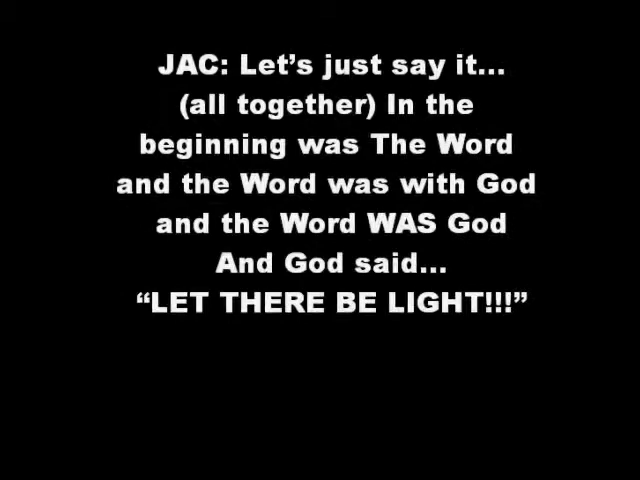 JAC: Let’s just say it...
(all together) In the
beginning was The Word
and the Word was with God
and the Word WAS God
And God said...
“LET THERE BE LIGHT!!!”